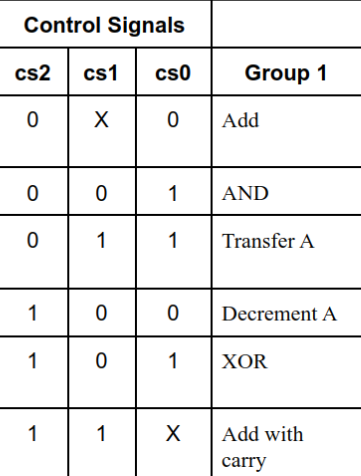 Control Signals
cs2 cs1 cs0 Group 1
0 X 0 Add
0 0 1 AND
0 1 1 Transfer A
1 0 0 Decrement A
1 0 1 XOR
1 1 X Add with
carry